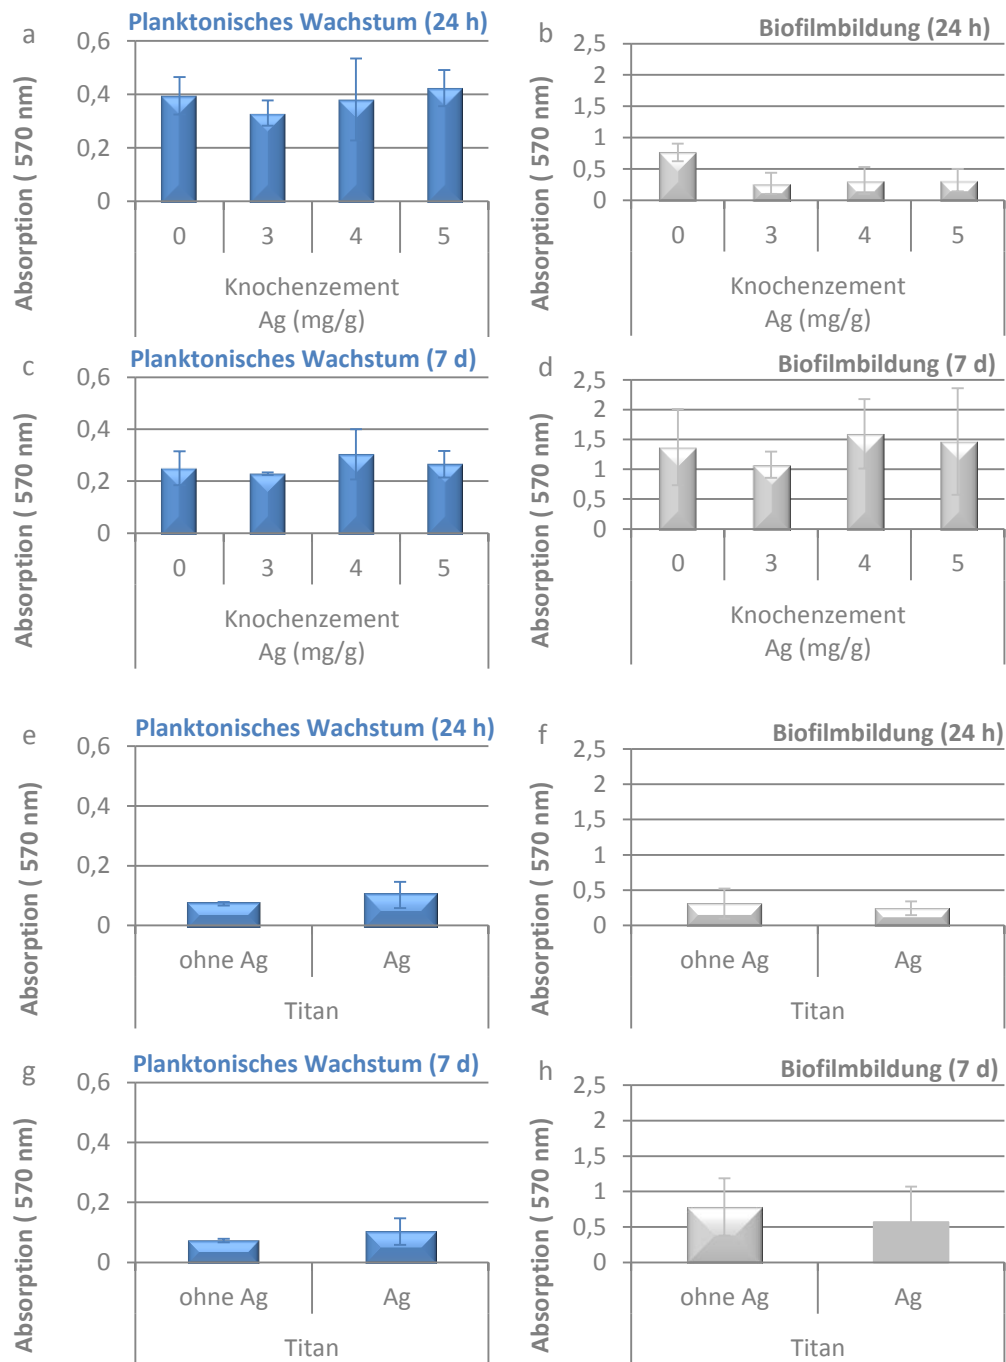 a
Planktonisches Wachstum (24 h)
Absorption ( 570 nm)
0,6
0,4
0,2
0
0 3 4 5
Knochenzement
Ag (mg/g)
b
Biofilmbildung (24 h)
Absorption ( 570 nm)
2,5
2
1,5
1
0,5
0
0 3 4 5
Knochenzement
Ag (mg/g)
c
Planktonisches Wachstum (7 d)
Absorption ( 570 nm)
0,6
0,4
0,2
0
0 3 4 5
Knochenzement
Ag (mg/g)
d
Biofilmbildung (7 d)
Absorption ( 570 nm)
2,5
2
1,5
1
0,5
0
0 3 4 5
Knochenzement
Ag (mg/g)
e
Planktonisches Wachstum (24 h)
Absorption ( 570 nm)
0,6
0,4
0,2
0
ohne Ag Ag
Titan
f
Biofilmbildung (24 h)
Absorption ( 570 nm)
2,5
2
1,5
1
0,5
0
ohne Ag Ag
Titan
g
Planktonisches Wachstum (7 d)
Absorption ( 570 nm)
0,6
0,4
0,2
0
ohne Ag Ag
Titan
h
Biofilmbildung (7 d)
Absorption ( 570 nm)
2,5
2
1,5
1
0,5
0
ohne Ag Ag
Titan